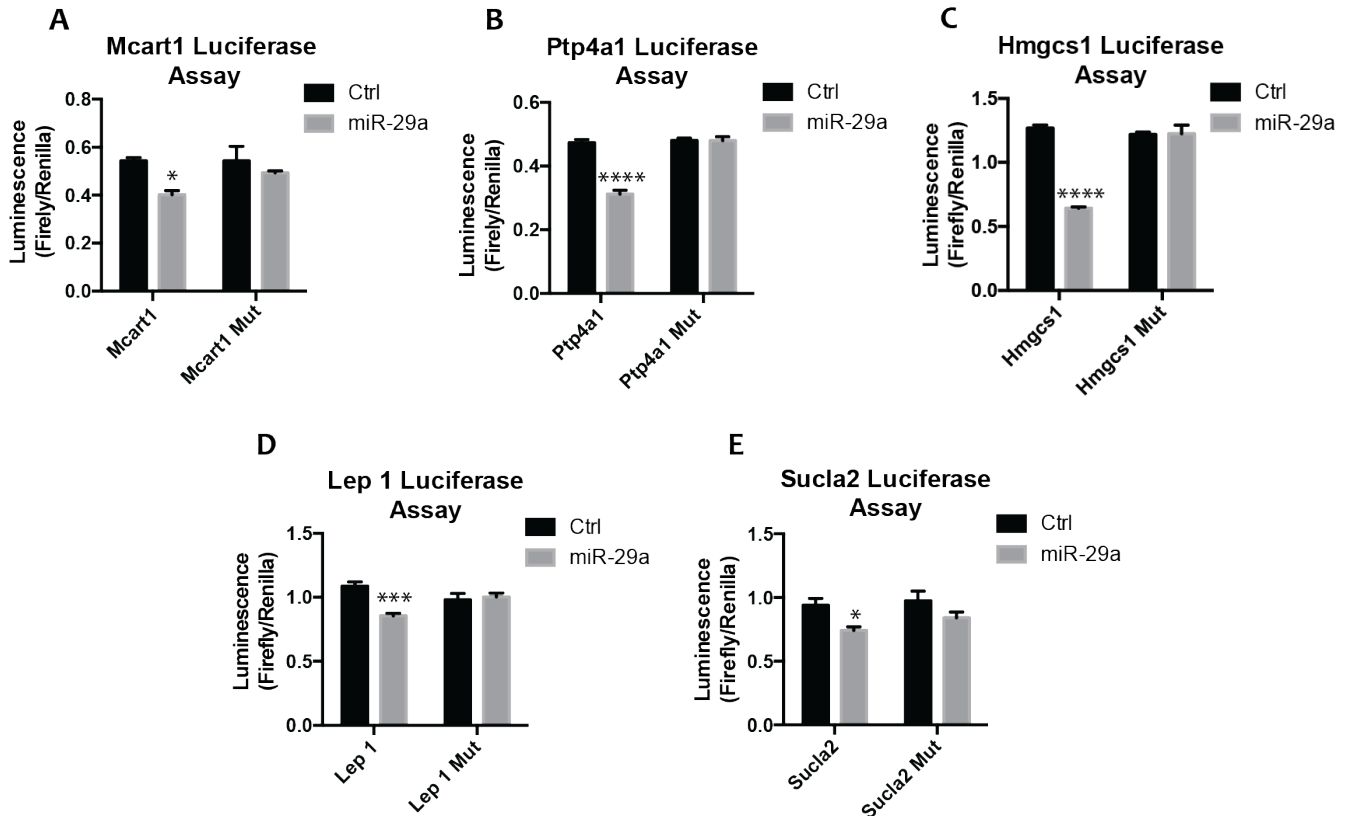 A
Mcart1 Luciferase
Assay
Ctrl
miR-29a
Luminescence
(Firely/Renilla)
0.8
0.6
0.4
0.2
0.0
*
Mcart1
Mcart1 Mut
B
Ptp4a1 Luciferase
Assay
Ctrl
miR-29a
Luminescence
(Firely/Renilla)
0.6
0.4
0.2
0.0
****
Ptp4a1
Ptp4a1 Mut
C
Hmgcs1 Luciferase
Assay
Ctrl
miR-29a
Luminescence
(Firefly/Renilla)
1.5
1.0
0.5
0.0
****
Hmgcs1
Hmgcs1 Mut
D
Lep 1 Luciferase
Assay
Ctrl
miR-29a
Luminescence
(Firefly/Renilla)
1.5
1.0
0.5
0.0
***
Lep 1
Lep 1 Mut
E
Sucla2 Luciferase
Assay
Ctrl
miR-29a
Luminescence
(Firefly/Renilla)
1.5
1.0
0.5
0.0
*
Sucla2
Sucla2 Mut